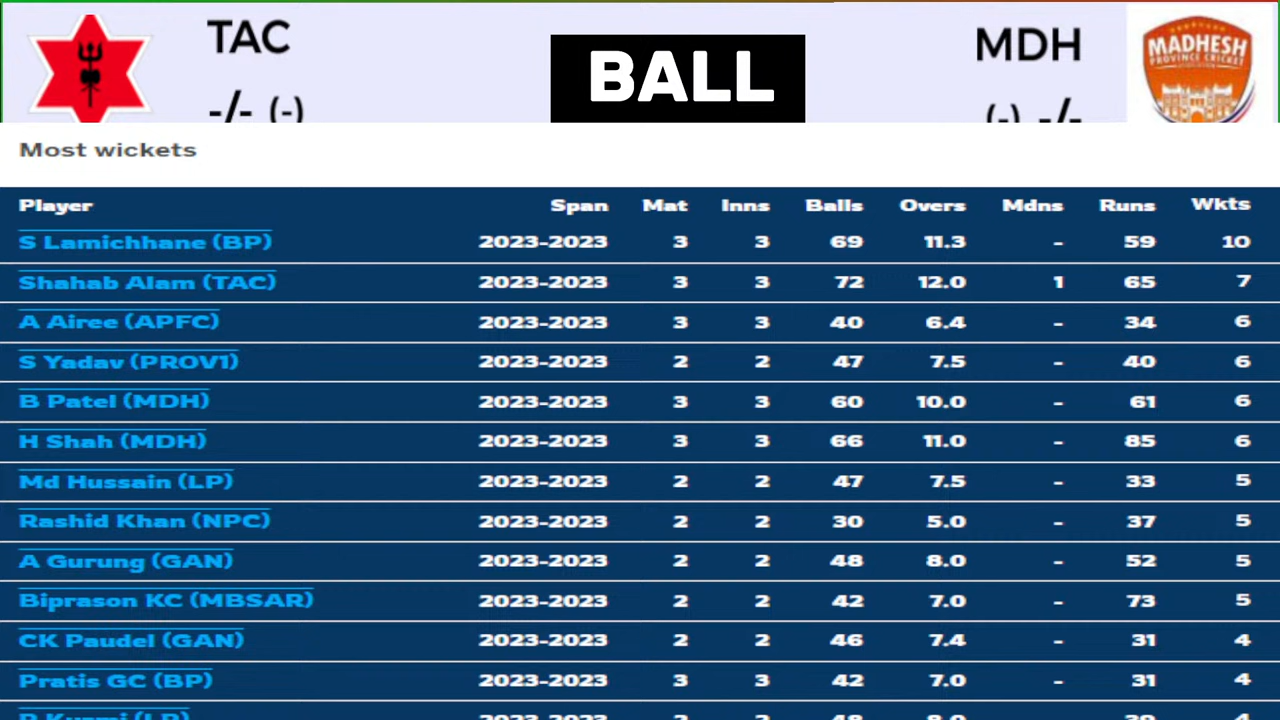 TAC
-/- (-)
BALL
MDH
(-) -/-
MADHESH
PROVINCE CRICKET
Most wickets
Player Span Mat Inns Balls Overs Mdns Runs Wkts
S Lamichhane (BP) 2023-2023 3 3 69 11.3 - 59 10
Shahab Alam (TAC) 2023-2023 3 3 72 12.0 1 65 7
A Airee (APFC) 2023-2023 3 3 40 6.4 - 34 6
S Yadav (PROV1) 2023-2023 2 2 47 7.5 - 40 6
B Patel (MDH) 2023-2023 3 3 60 10.0 - 61 6
H Shah (MDH) 2023-2023 3 3 66 11.0 - 85 6
Md Hussain (LP) 2023-2023 2 2 47 7.5 - 33 5
Rashid Khan (NPC) 2023-2023 2 2 30 5.0 - 37 5
A Gurung (GAN) 2023-2023 2 2 48 8.0 - 52 5
Biprason KC (MBSAR) 2023-2023 2 2 42 7.0 - 73 5
CK Paudel (GAN) 2023-2023 2 2 46 7.4 - 31 4
Pratis GC (BP) 2023-2023 3 3 42 7.0 - 31 4